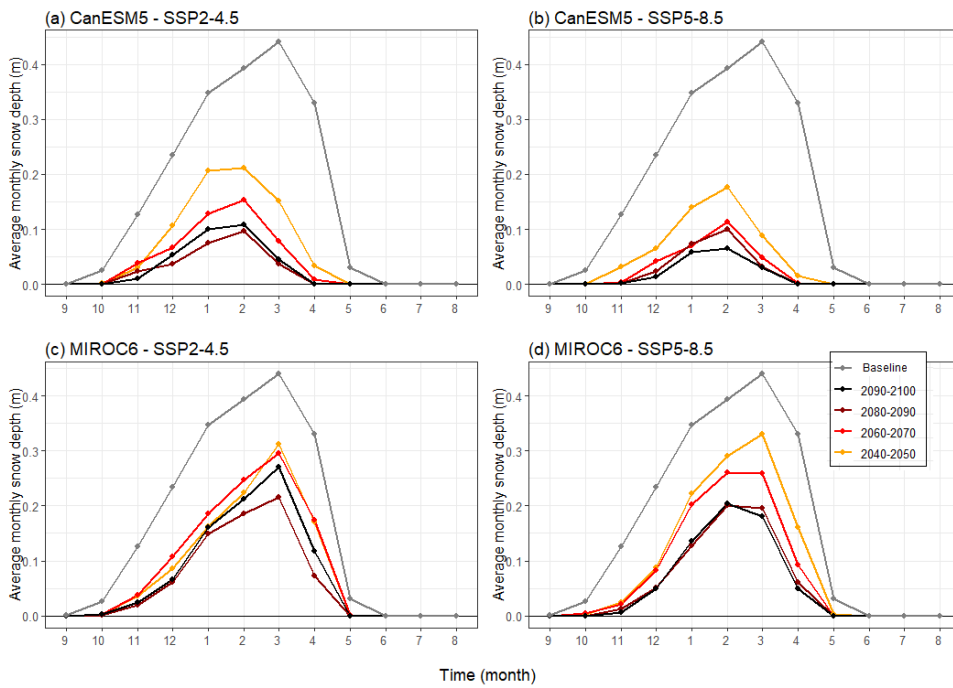 (a) CanESM5 - SSP2-4.5
(b) CanESM5 - SSP5-8.5
Average monthly snow depth (m)
0.4
0.3
0.2
0.1
0.0
9 10 11 12 1 2 3 4 5 6 7 8
Average monthly snow depth (m)
0.4
0.3
0.2
0.1
0.0
9 10 11 12 1 2 3 4 5 6 7 8
(c) MIROC6 - SSP2-4.5
(d) MIROC6 - SSP5-8.5
Average monthly snow depth (m)
0.4
0.3
0.2
0.1
0.0
9 10 11 12 1 2 3 4 5 6 7 8
Average monthly snow depth (m)
0.4
0.3
0.2
0.1
0.0
9 10 11 12 1 2 3 4 5 6 7 8
Baseline
2090-2100
2080-2090
2060-2070
2040-2050
Time (month)